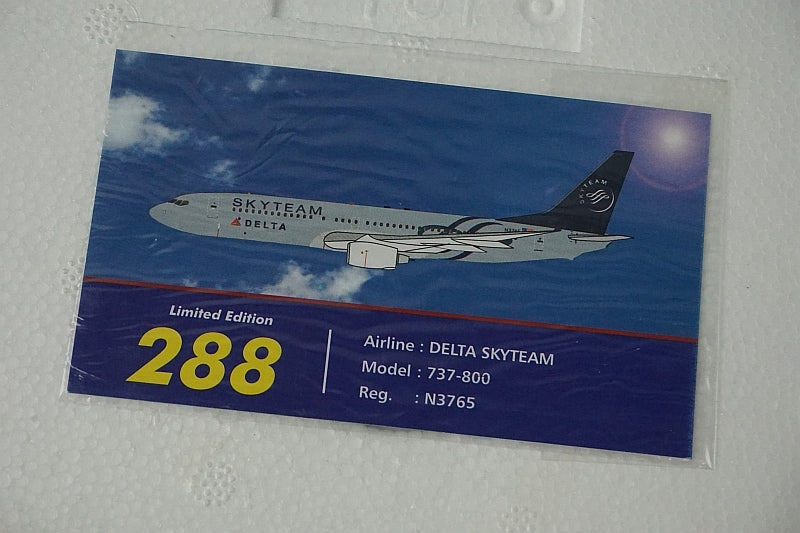 SKYTEAM
DELTA
SKYTEAM
Limited Edition
288
Airline : DELTA SKYTEAM
Model : 737-800
Reg. : N3765